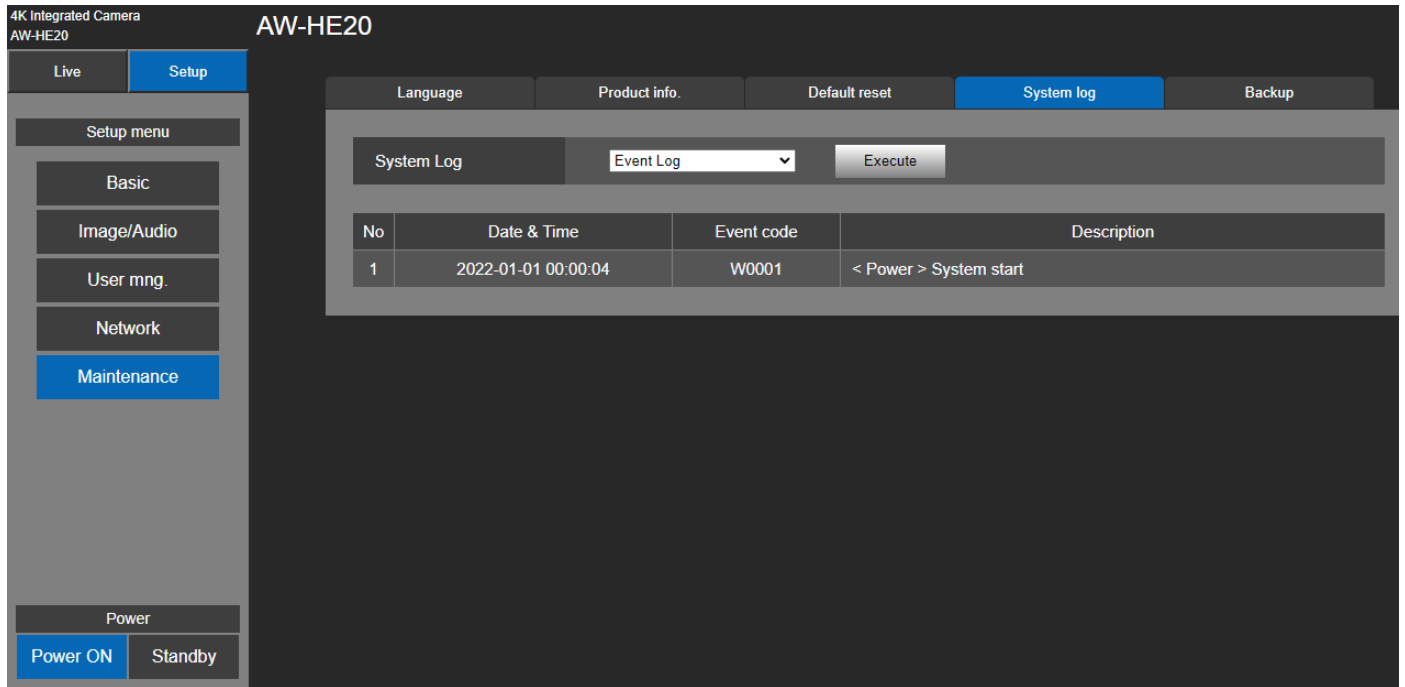 4K Integrated Camera
AW-HE20
AW-HE20
Live Setup
Language Product info. Default reset System log Backup
Setup menu
Basic
Image/Audio
User mng.
Network
Maintenance
System Log Event Log Execute
No Date & Time Event code Description
1 2022-01-01 00:00:04 W0001 < Power > System start
Power
Power ON Standby